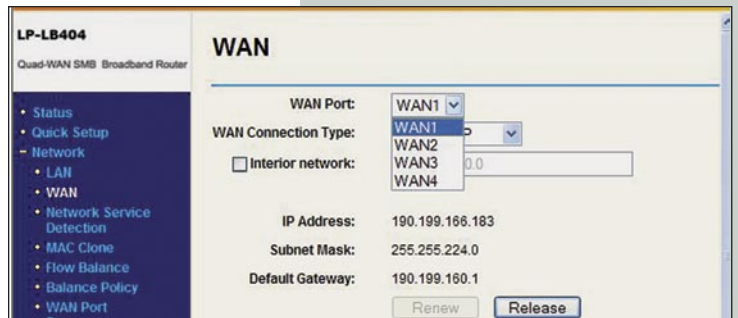 LP-LB404
Quad-WAN SMB Broadband Router
• Status
• Quick Setup
- Network
• LAN
• WAN
• Network Service
Detection
• MAC Clone
• Flow Balance
• Balance Policy
• WAN Port
WAN
WAN Port: WAN1
WAN1
WAN2
WAN3
WAN4
WAN Connection Type: P
Interior network: 0.0
IP Address: 190.199.166.183
Subnet Mask: 255.255.224.0
Default Gateway: 190.199.160.1
Renew Release